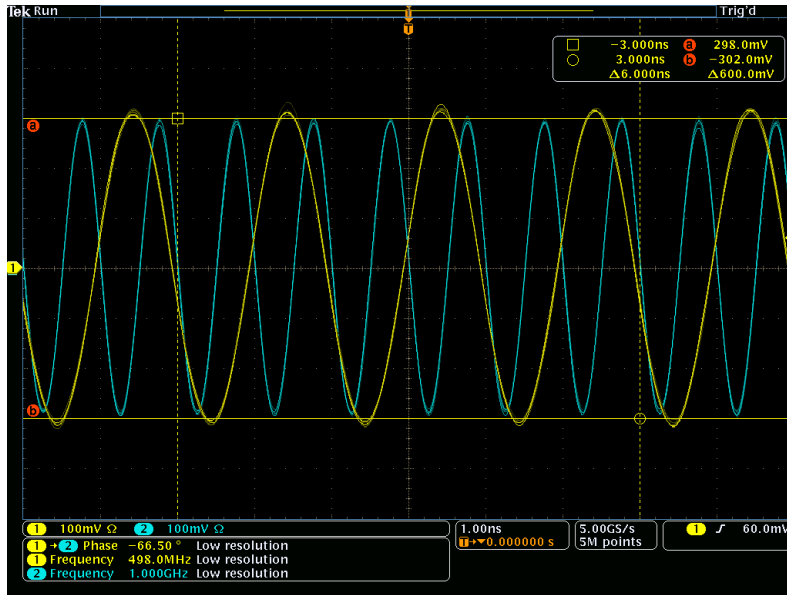 Tek Run
Trig'd
T
T
−3.000ns a 298.0mV
3.000ns b −302.0mV
Δ6.000ns Δ600.0mV
a
1
b
1 100mV Ω 2 100mV Ω
1.00ns
T→▼0.000000 s
5.00GS/s
5M points
1 ʃ 60.0mV
1 → 2 Phase −66.50 ° Low resolution
1 Frequency 498.0MHz Low resolution
2 Frequency 1.000GHz Low resolution